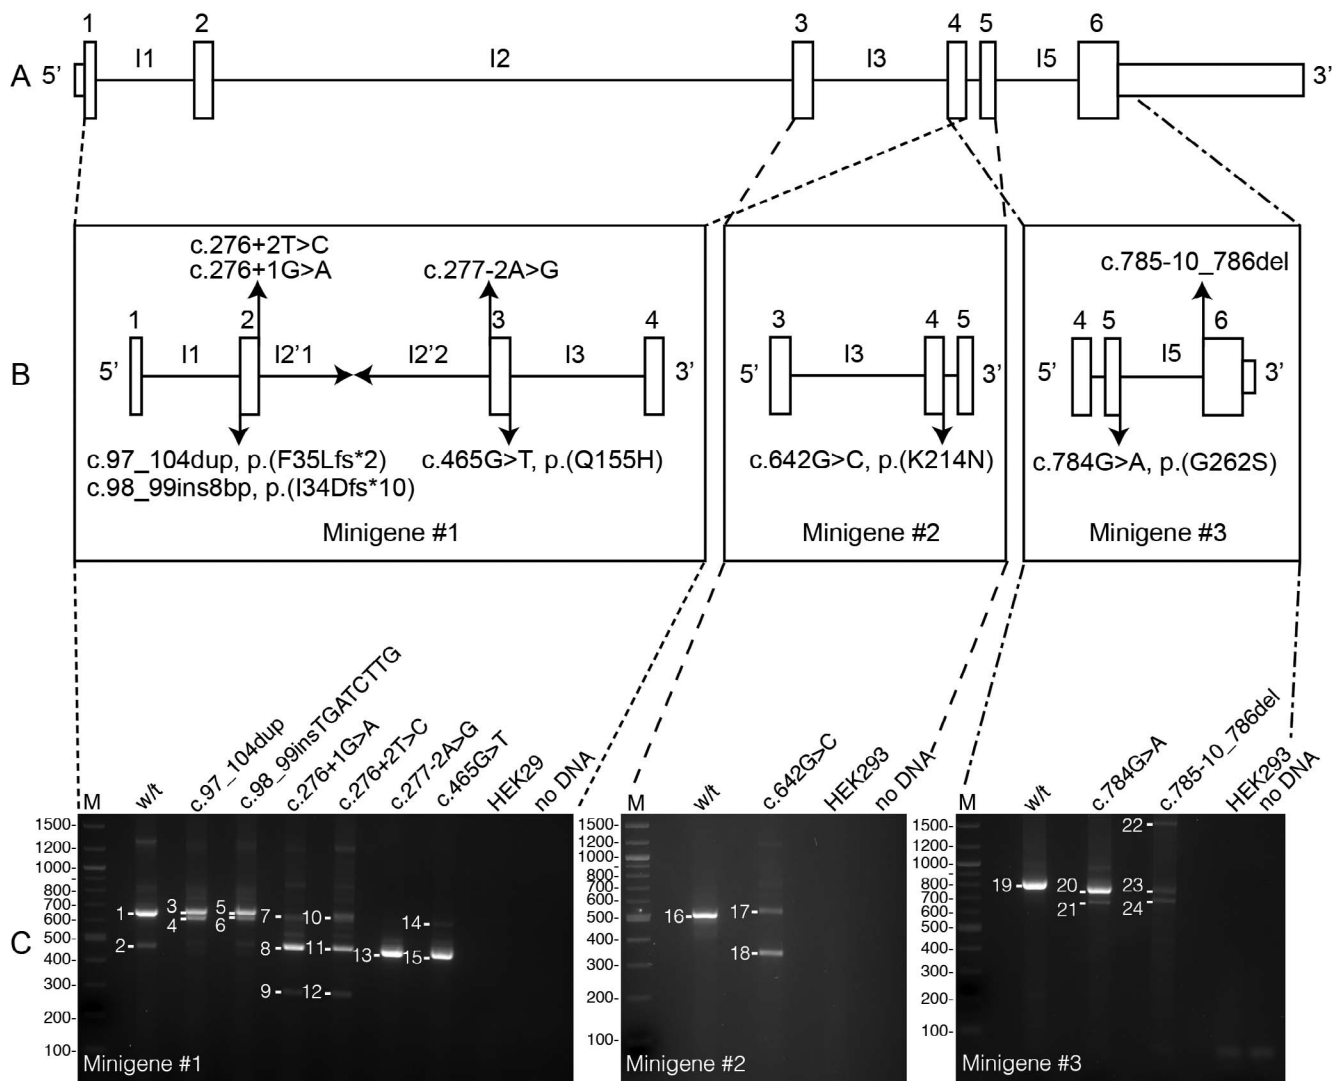 1 2 3 4 5 6
A 5’ I1 I2 I3 I5 3’
c.276+2T>C
c.276+1G>A c.277-2A>G c.785-10_786del
1 2 3 4 3 4 5 4 5 6
B 5’ I1 I2’1 I2’2 I3 3’ 5’ I3 3’ 5’ I5 3’
c.97_104dup, p.(F35Lfs*2) c.465G>T, p.(Q155H) c.642G>C, p.(K214N) c.784G>A, p.(G262S)
c.98_99ins8bp, p.(I34Dfs*10)
Minigene #1 Minigene #2 Minigene #3
M w/t c.97_104dup c.98_99insTGATCTTG c.276+1G>A c.276+2T>C c.277-2A>G c.465G>T HEK29 no DNA
M w/t c.642G>C HEK293 no DNA
M w/t c.784G>A c.785-10_786del HEK293 no DNA
C
1500-
1200-
1000-
800-
700-
600-
500-
400-
300-
200-
100-
1 2 3 4 5 6 7 8 9 10 11 12 13 14 15
Minigene #1
1500-
1200-
1000-
900-
800-
700-
600-
500-
400-
300-
200-
100-
16 17 18
Minigene #2
1500-
1200-
1000-
800-
700-
600-
500-
400-
300-
200-
100-
19 20 21 22 23 24
Minigene #3